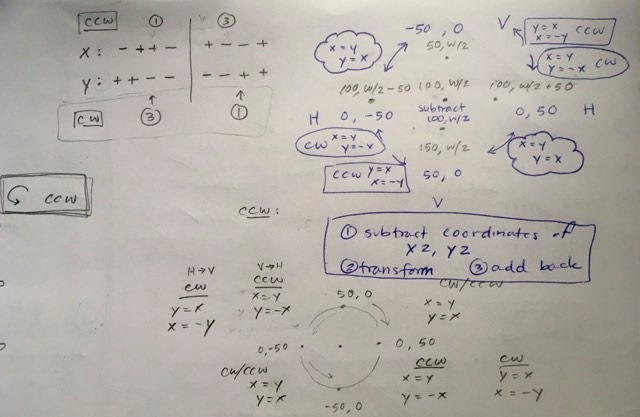 CCW ① ③
X: - + + - + - - +
Y: + + - - - - + +
CW ③ ①
CCW
-50, 0
50, W/2
V
y=x
x=-y CCW
x=y
y=-x CW
x=y
y=x
100, W/2-50
100, W/2
100, W/2+50
H 0, -50
subtract
100, W/2
0, 50 H
CW x=y
y=-x
150, W/2
x=y
y=x
CCW y=x
x=-y
50, 0
V
CCW:
① subtract coordinates of
X2, Y2
② transform ③ add back
H→V
CW
y=x
x=-y
V→H
CCW
x=y
y=-x
50, 0
CW/CCW
x=y
y=x
0,-50
0, 50
CW/CCW
x=y
y=x
-50, 0
CCW
x=y
y=-x
CW
y=x
x=-y